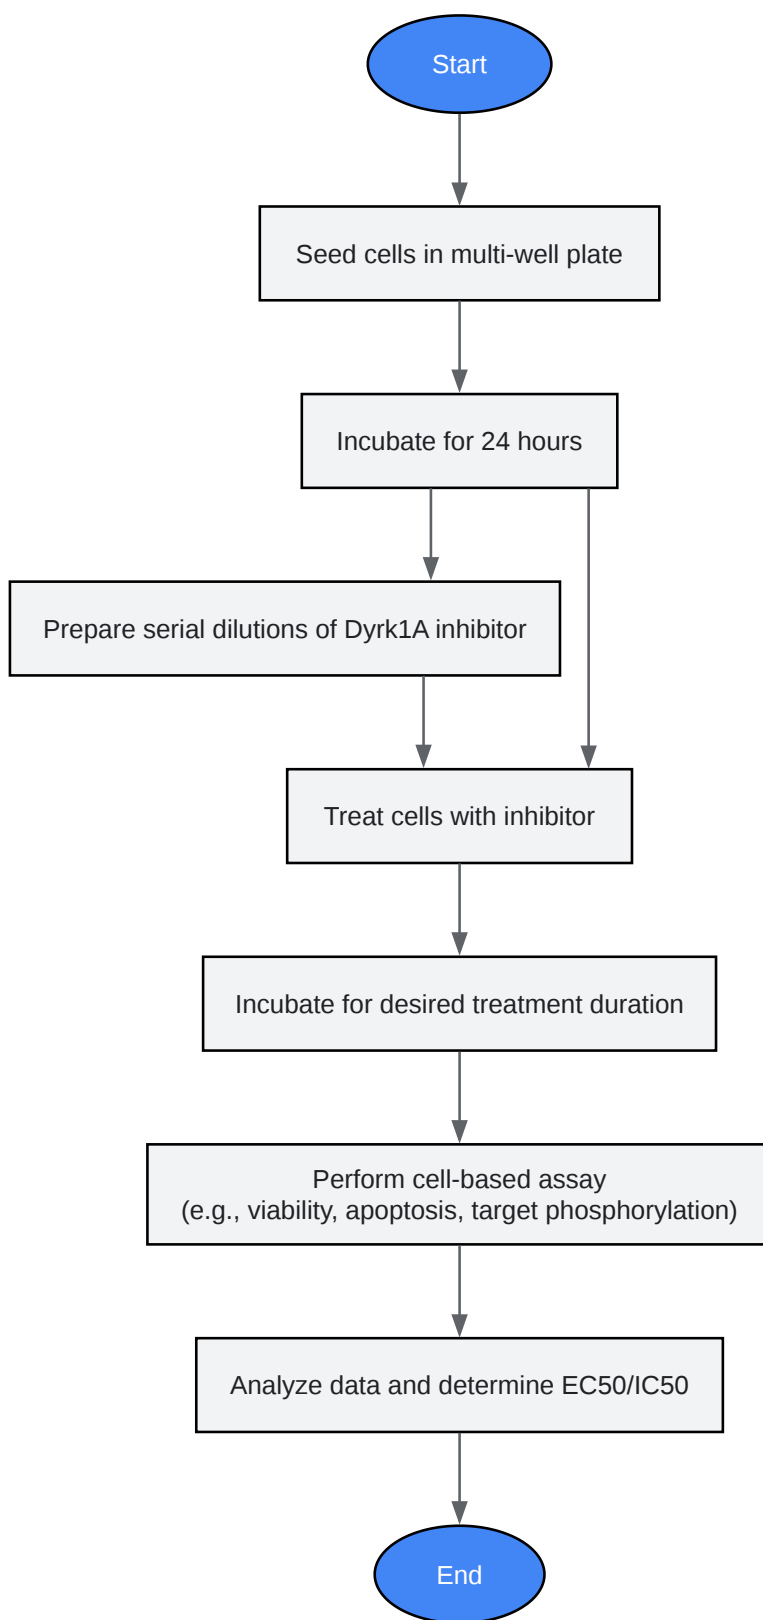 Start
Seed cells in multi-well plate
Incubate for 24 hours
Prepare serial dilutions of Dyrk1A inhibitor
Treat cells with inhibitor
Incubate for desired treatment duration
Perform cell-based assay
(e.g., viability, apoptosis, target phosphorylation)
Analyze data and determine EC50/IC50
End